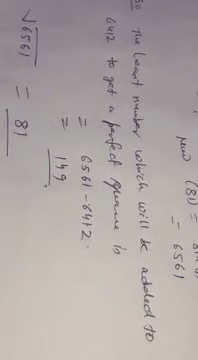 now (81) =
= 6561
so The least number which will be added to
6412 to get a perfect square is
= 6561 - 6412.
= 149
√6561 = 81